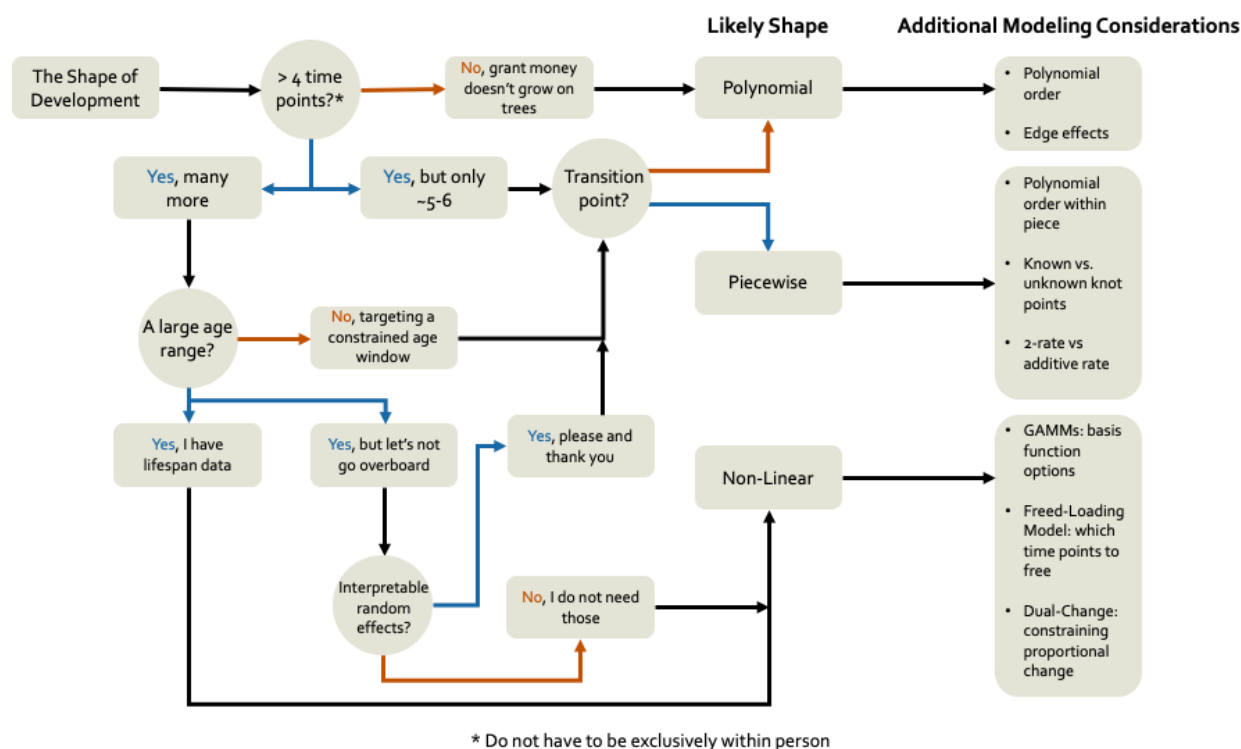 Likely Shape
Additional Modeling Considerations
The Shape of
Development
> 4 time
points?*
No, grant money
doesn't grow on
trees
Polynomial
• Polynomial
order
• Edge effects
Yes, many
more
Yes, but only
~5-6
Transition
point?
Piecewise
• Polynomial
order within
piece
• Known vs.
unknown knot
points
• 2-rate vs
additive rate
A large age
range?
No, targeting a
constrained age
window
Yes, I have
lifespan data
Yes, but let's not
go overboard
Yes, please and
thank you
Non-Linear
• GAMMs: basis
function
options
• Freed-Loading
Model: which
time points to
free
• Dual-Change:
constraining
proportional
change
Interpretable
random
effects?
No, I do not need
those
* Do not have to be exclusively within person